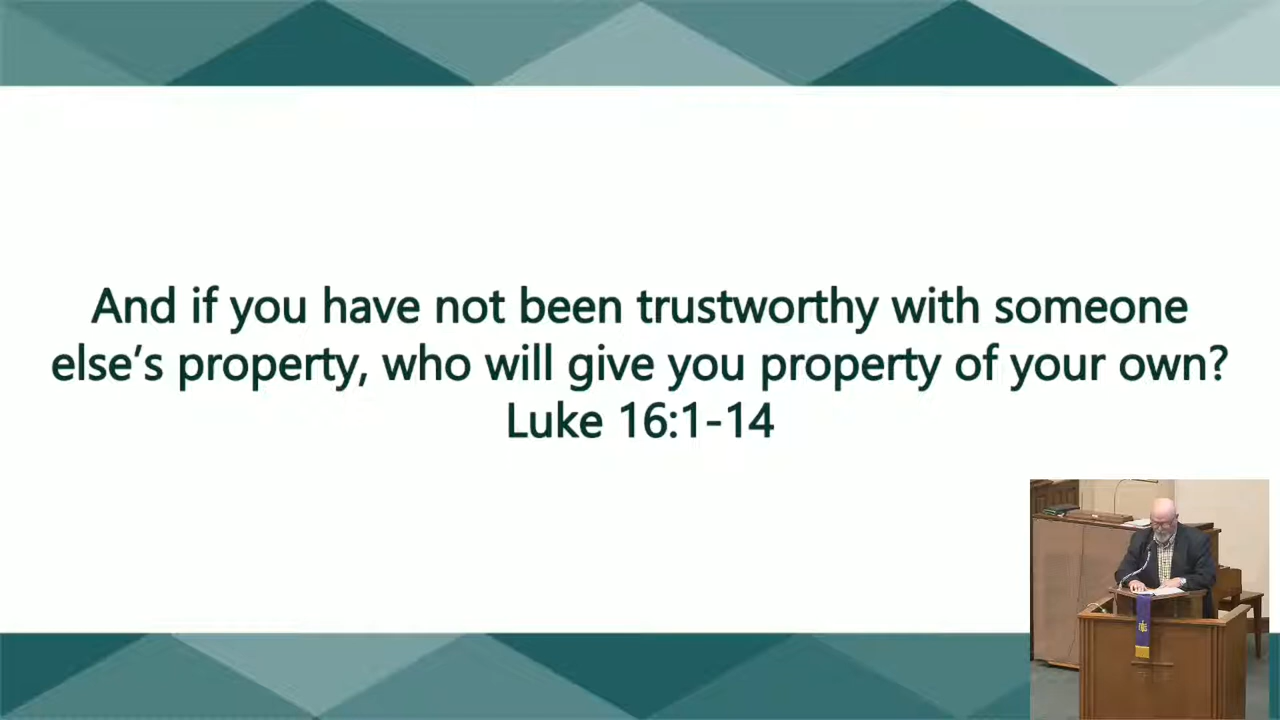 And if you have not been trustworthy with someone
else’s property, who will give you property of your own?
Luke 16:1-14